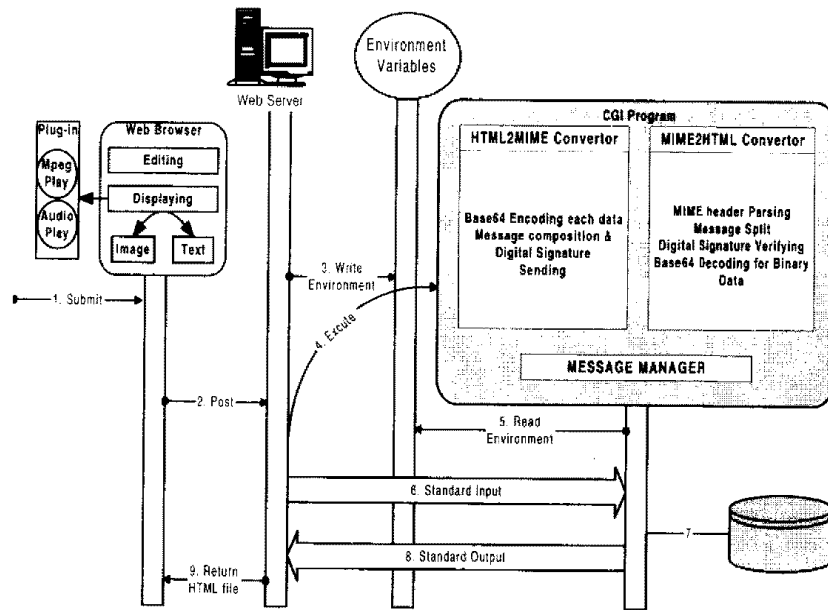 Environment
Variables
Web Server
CGI Program
Plug-in
Mpeg
Play
Audio
Play
Web Browser
Editing
Displaying
Image
Text
HTML2MIME Convertor
Base64 Encoding each data
Message composition &
Digital Signature
Sending
MIME2HTML Convertor
MIME header Parsing
Message Split
Digital Signature Verifying
Base64 Decoding for Binary
Data
MESSAGE MANAGER
1. Submit
2. Post
3. Write
Environment
4. Excute
5. Read
Environment
6. Standard Input
7
8. Standard Output
9. Return
HTML file